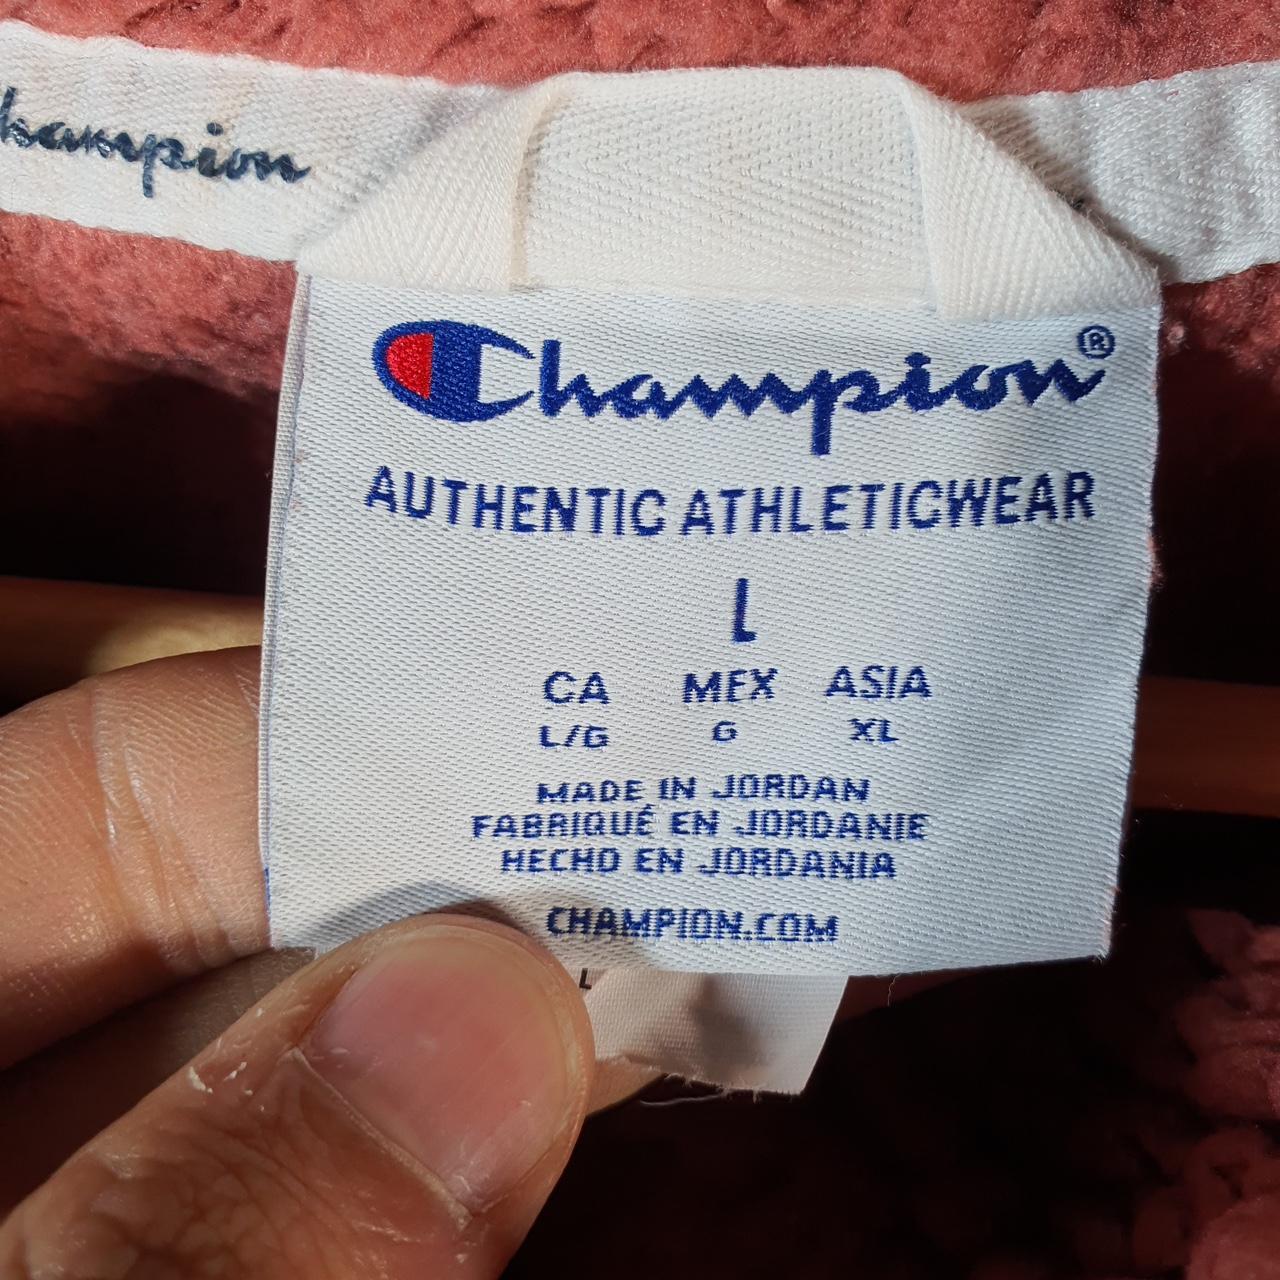 Champion
Champion®
AUTHENTIC ATHLETICWEAR
L
CA MEX ASIA
L/G G XL
MADE IN JORDAN
FABRIQUÉ EN JORDANIE
HECHO EN JORDANIA
CHAMPION.COM
L